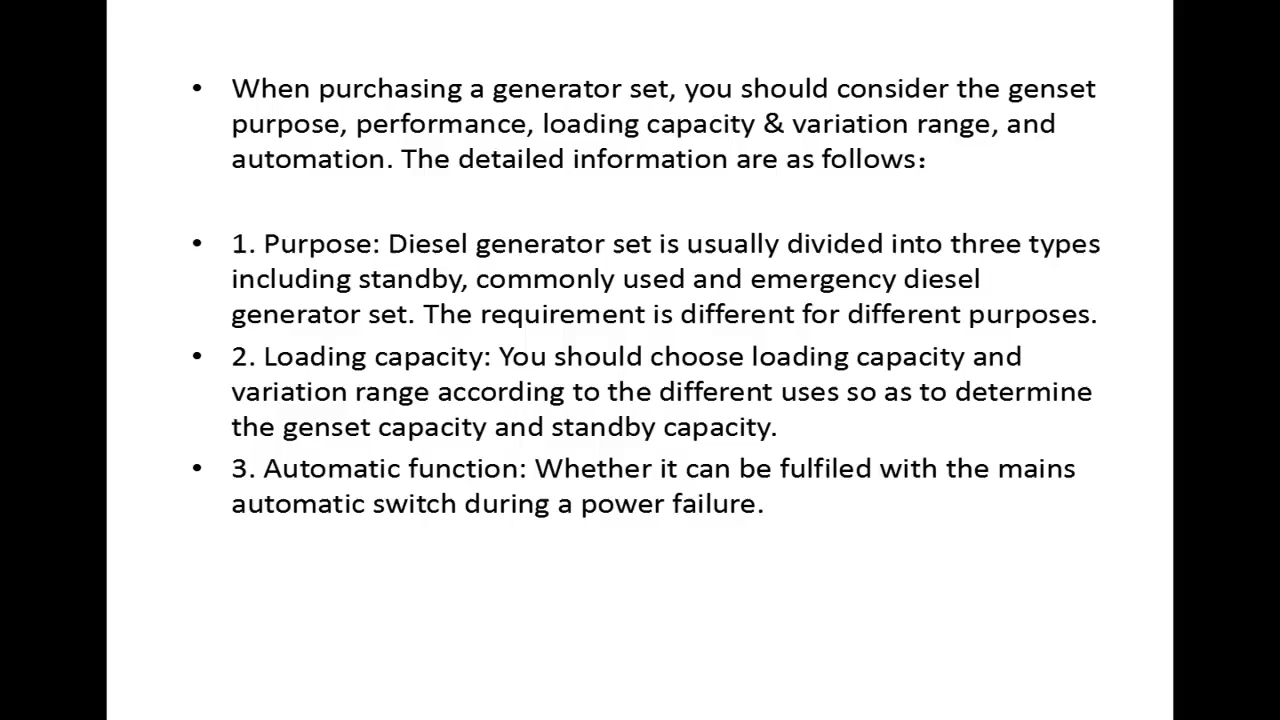 • When purchasing a generator set, you should consider the genset
purpose, performance, loading capacity & variation range, and
automation. The detailed information are as follows：
• 1. Purpose: Diesel generator set is usually divided into three types
including standby, commonly used and emergency diesel
generator set. The requirement is different for different purposes.
• 2. Loading capacity: You should choose loading capacity and
variation range according to the different uses so as to determine
the genset capacity and standby capacity.
• 3. Automatic function: Whether it can be fulfiled with the mains
automatic switch during a power failure.